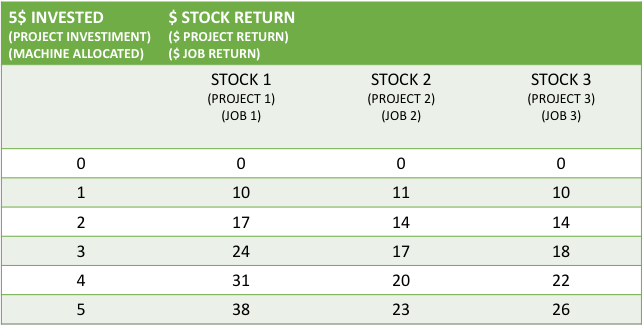 5$ INVESTED $ STOCK RETURN
(PROJECT INVESTIMENT) ($ PROJECT RETURN)
(MACHINE ALLOCATED) ($ JOB RETURN)
STOCK 1 STOCK 2 STOCK 3
(PROJECT 1) (PROJECT 2) (PROJECT 3)
(JOB 1) (JOB 2) (JOB 3)
0 0 0 0
1 10 11 10
2 17 14 14
3 24 17 18
4 31 20 22
5 38 23 26